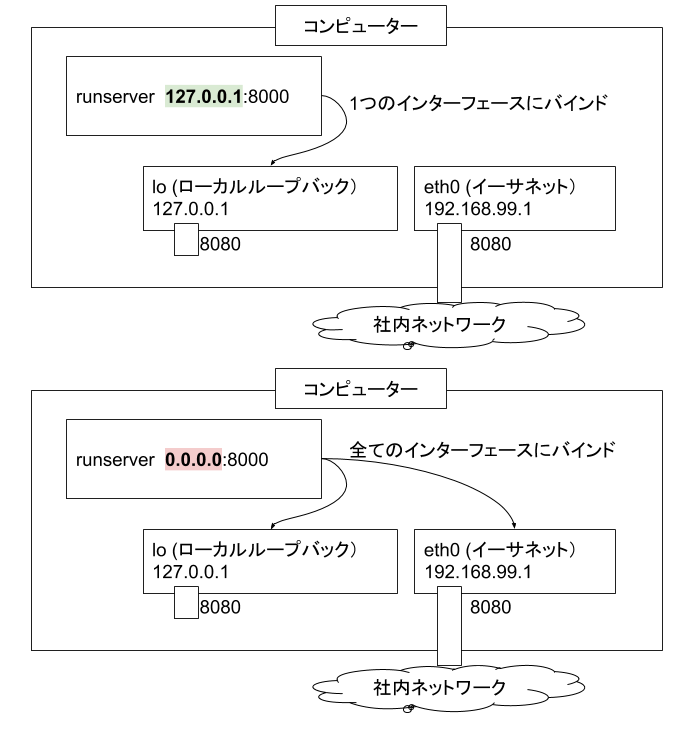 コンピューター
runserver 127.0.0.1:8000
1つのインターフェースにバインド
lo (ローカルループバック)
127.0.0.1
8080
eth0 (イーサネット)
192.168.99.1
8080
社内ネットワーク
コンピューター
runserver 0.0.0.0:8000
全てのインターフェースにバインド
lo (ローカルループバック)
127.0.0.1
8080
eth0 (イーサネット)
192.168.99.1
8080
社内ネットワーク